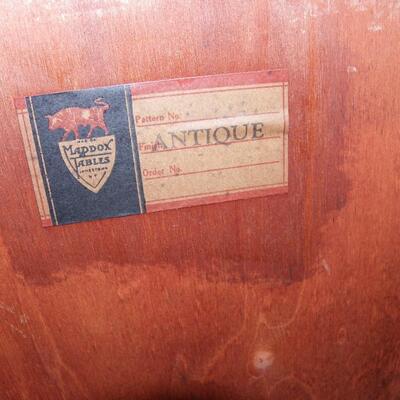 MADDOX
TABLES
JAMESTOWN
N.Y.
Pattern No.
Finish ANTIQUE
Order No.